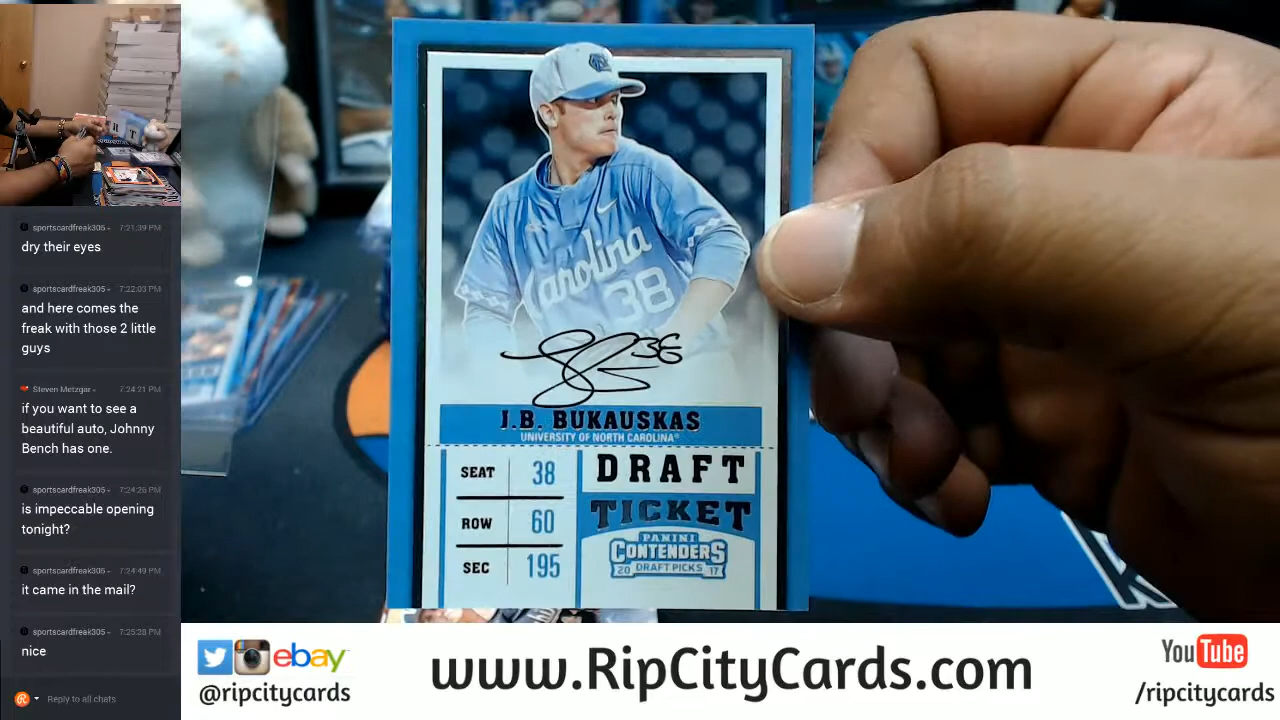 sportscardfreak305 7:21:39 PM
dry their eyes
sportscardfreak305 7:22:03 PM
and here comes the
freak with those 2 little
guys
Steven Metzgar 7:24:21 PM
if you want to see a
beautiful auto, Johnny
Bench has one.
sportscardfreak305 7:24:26 PM
is impeccable opening
tonight?
sportscardfreak305 7:24:49 PM
it came in the mail?
sportscardfreak305 7:25:28 PM
nice
Reply to all chats
Carolina
38
J.B. BUKAUSKAS
UNIVERSITY OF NORTH CAROLINA
SEAT 38
ROW 60
SEC 195
DRAFT
TICKET
PANINI
CONTENDERS
20 DRAFT PICKS 17
ebay
@ripcitycards
www.RipCityCards.com
YouTube
/ripcitycards